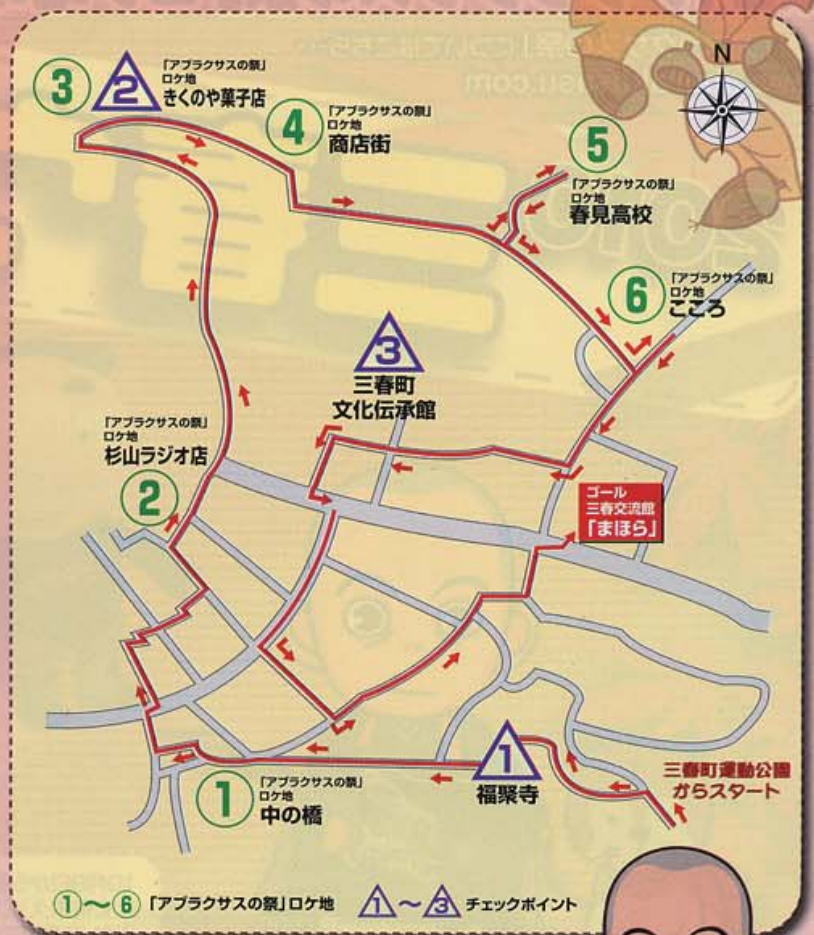 N
③
2
「アブラクサスの祭」
ロケ地
きくのや菓子店
④
「アブラクサスの祭」
ロケ地
商店街
⑤
「アブラクサスの祭」
ロケ地
春見高校
⑥
「アブラクサスの祭」
ロケ地
こころ
3
三春町
文化伝承館
「アブラクサスの祭」
ロケ地
杉山ラジオ店
②
ゴール
三春交流館
「まほら」
1
福聚寺
三春町運動公園
からスタート
①
「アブラクサスの祭」
ロケ地
中の橋
①～⑥「アブラクサスの祭」ロケ地
1～3 チェックポイント